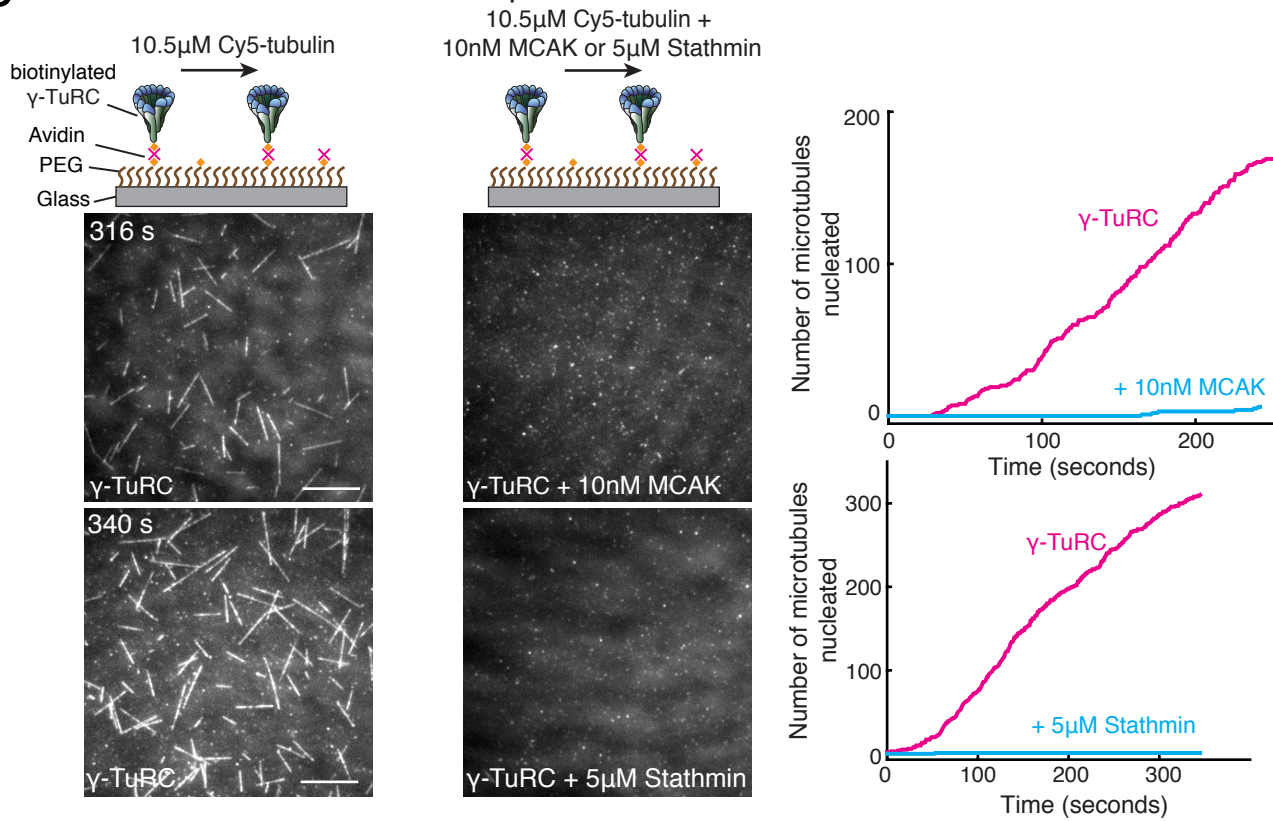 10.5µM Cy5-tubulin
biotinylated
γ-TuRC
Avidin
PEG
Glass
10.5µM Cy5-tubulin +
10nM MCAK or 5µM Stathmin
316 s
γ-TuRC
γ-TuRC + 10nM MCAK
340 s
γ-TuRC
γ-TuRC + 5µM Stathmin
Number of microtubules
nucleated
200
100
0
γ-TuRC
+ 10nM MCAK
0 100 200
Time (seconds)
Number of microtubules
nucleated
300
200
100
0
γ-TuRC
+ 5µM Stathmin
0 100 200 300
Time (seconds)